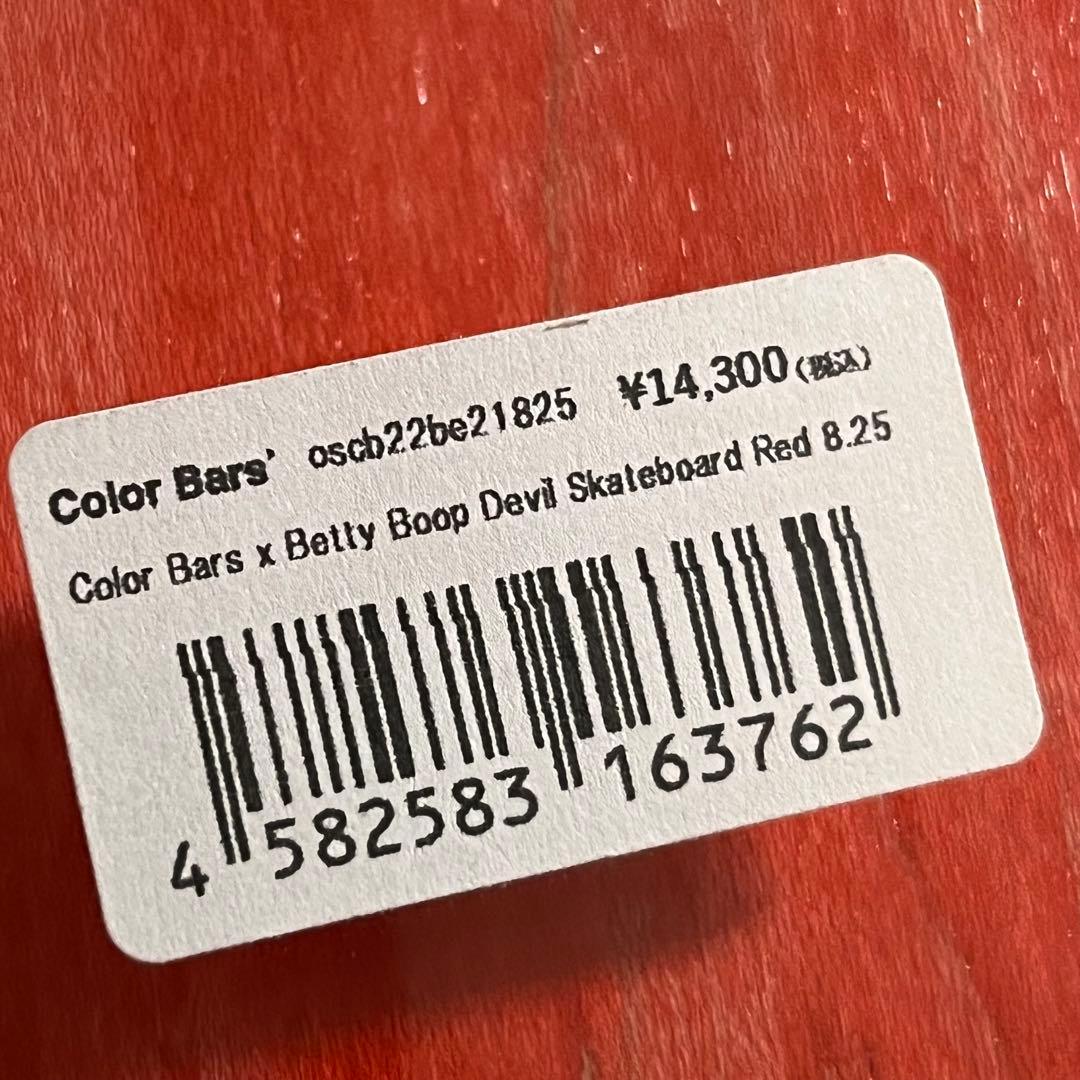 Color Bars' oscb22be21825 ¥14,300(税込)
Color Bars x Betty Boop Devil Skateboard Red 8.25
4 582583 163762